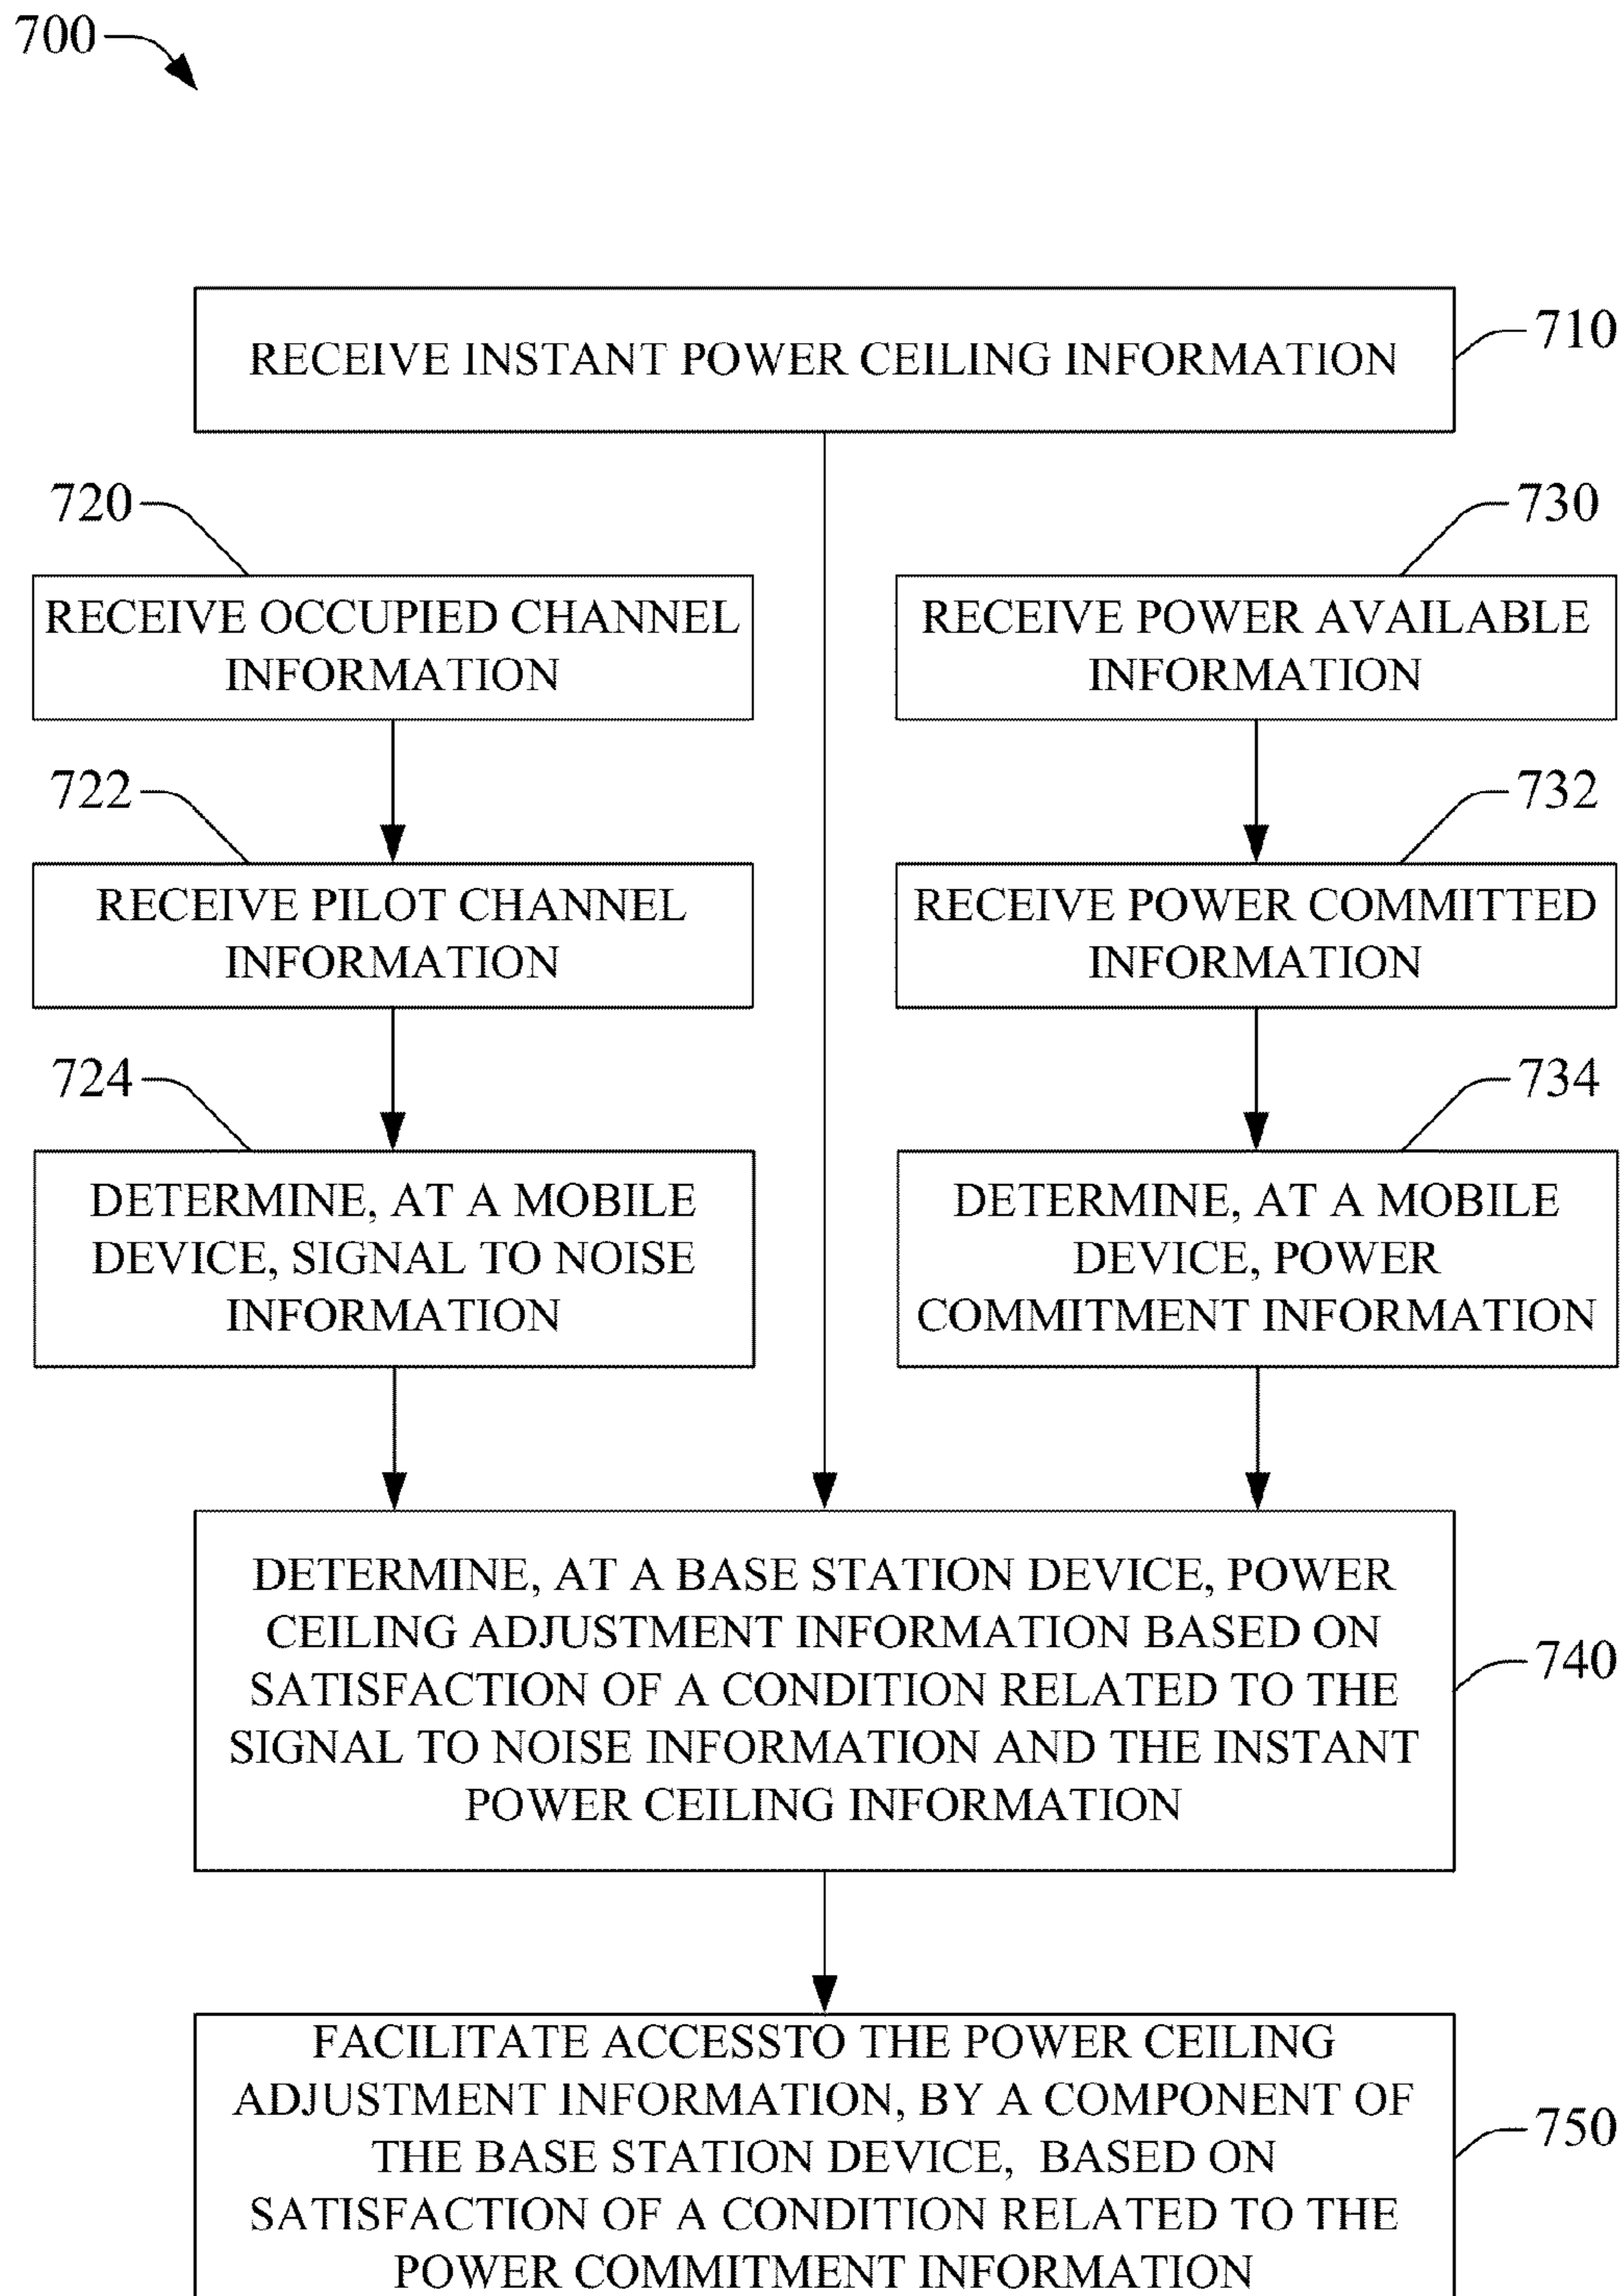 700
RECEIVE INSTANT POWER CEILING INFORMATION
710
720
RECEIVE OCCUPIED CHANNEL
INFORMATION
730
RECEIVE POWER AVAILABLE
INFORMATION
722
RECEIVE PILOT CHANNEL
INFORMATION
732
RECEIVE POWER COMMITTED
INFORMATION
724
DETERMINE, AT A MOBILE
DEVICE, SIGNAL TO NOISE
INFORMATION
734
DETERMINE, AT A MOBILE
DEVICE, POWER
COMMITMENT INFORMATION
DETERMINE, AT A BASE STATION DEVICE, POWER
CEILING ADJUSTMENT INFORMATION BASED ON
SATISFACTION OF A CONDITION RELATED TO THE
SIGNAL TO NOISE INFORMATION AND THE INSTANT
POWER CEILING INFORMATION
740
FACILITATE ACCESSTO THE POWER CEILING
ADJUSTMENT INFORMATION, BY A COMPONENT OF
THE BASE STATION DEVICE, BASED ON
SATISFACTION OF A CONDITION RELATED TO THE
POWER COMMITMENT INFORMATION
750